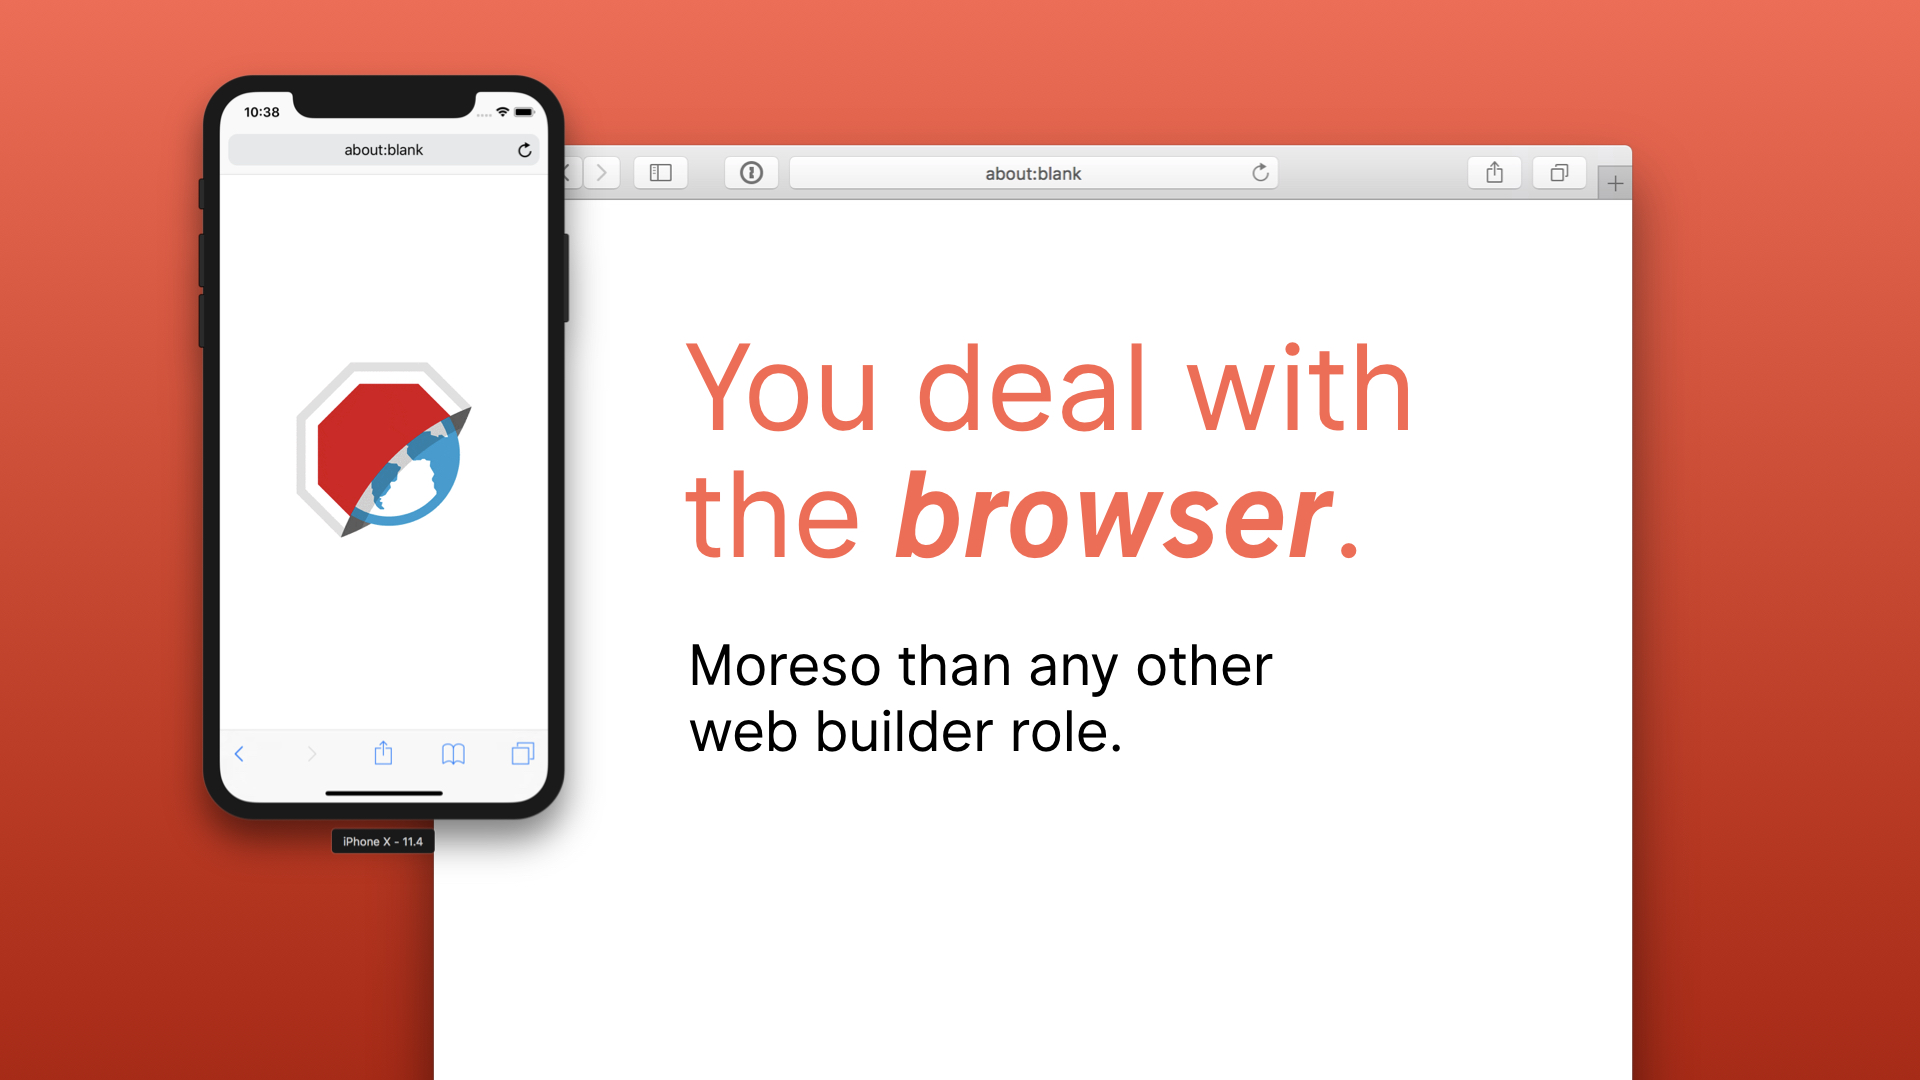 10:38
about:blank
iPhone X - 11.4
about:blank
You deal with
the browser.
Moreso than any other
web builder role.